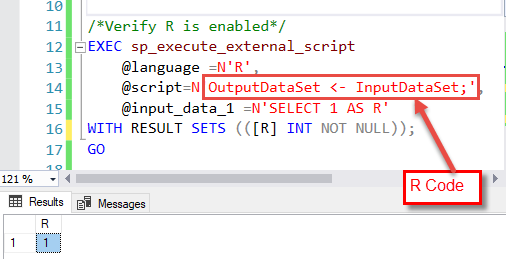 10
11
/*Verify R is enabled*/
12 EXEC sp_execute_external_script
13 @language =N'R',
14 @script=N'OutputDataSet <- InputDataSet;',
15 @input_data_1 =N'SELECT 1 AS R'
16 WITH RESULT SETS (([R] INT NOT NULL));
17 GO
R Code
121 %
Results Messages
R
1 1